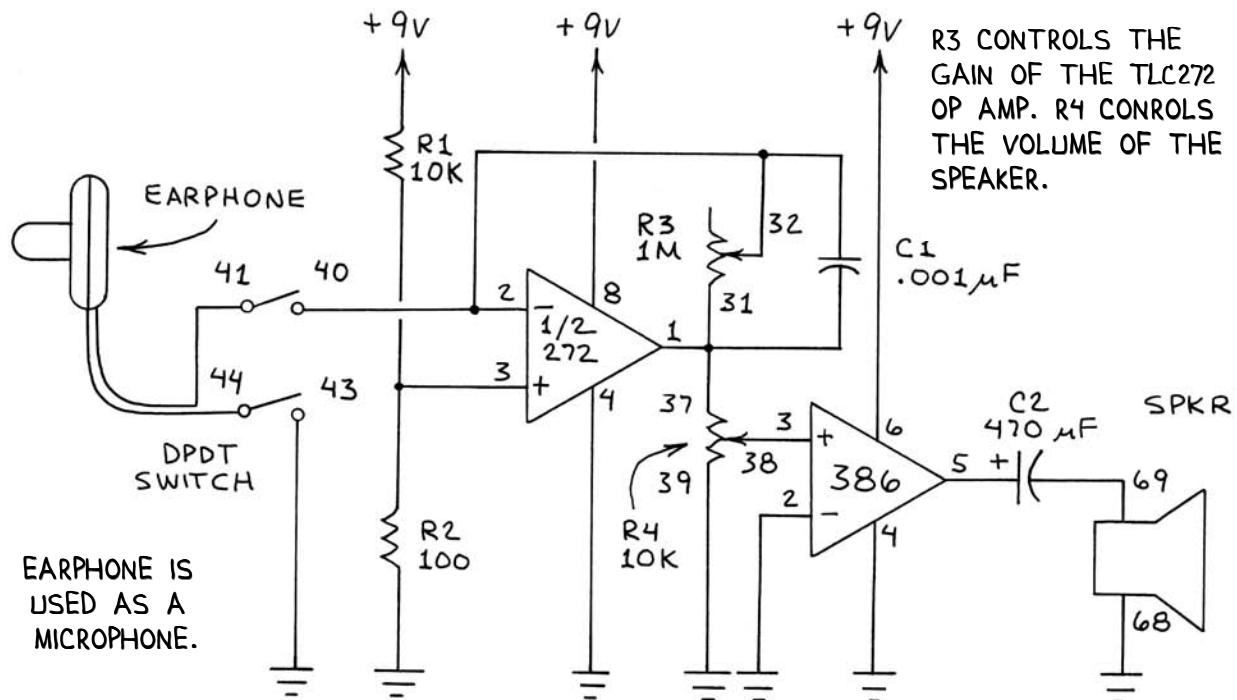 +9V
+9V
+9V
R3 CONTROLS THE
GAIN OF THE TLC272
OP AMP. R4 CONROLS
THE VOLUME OF THE
SPEAKER.
R1
10K
EARPHONE
R3
1M
32
C1
.001µF
41
40
31
2
-
8
1/2
272
1
3
+
4
44
43
DPDT
SWITCH
37
38
39
R4
10K
3
+
6
386
2
-
4
5
+
C2
470 µF
SPKR
69
68
R2
100
EARPHONE IS
USED AS A
MICROPHONE.